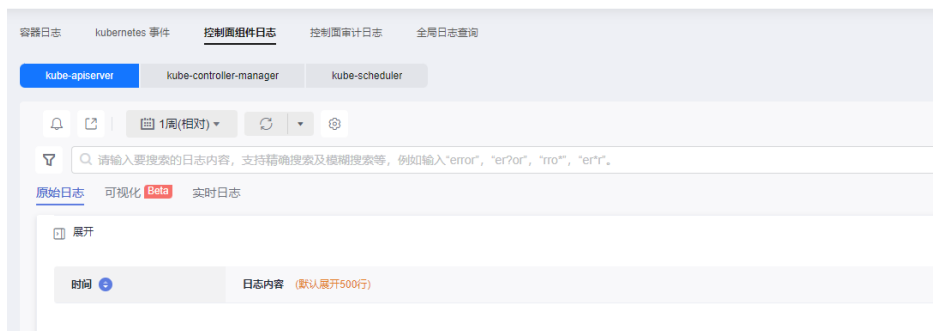 容器日志 kubernetes 事件 控制面组件日志 控制面审计日志 全局日志查询
kube-apiserver kube-controller-manager kube-scheduler
1周(相对)
请输入要搜索的日志内容，支持精确搜索及模糊搜索等，例如输入"error"，"er?or"，"rro*"，"er*r"。
原始日志 可视化 Beta 实时日志
展开
时间 日志内容 (默认展开500行)